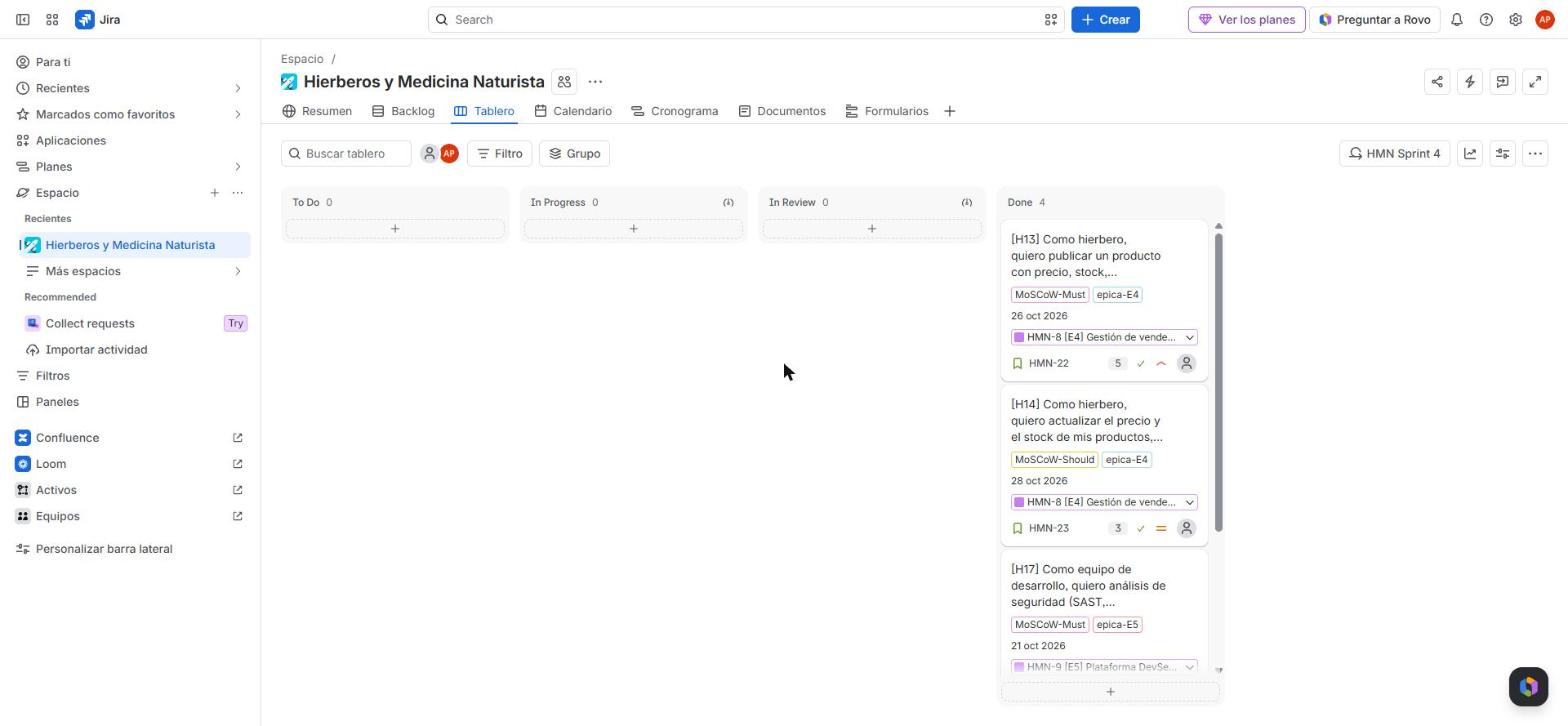 Jira
Search
Crear
Ver los planes
Preguntar a Rovo
AP
Para ti
Recientes
Marcados como favoritos
Aplicaciones
Planes
Espacio
Recientes
Hierberos y Medicina Naturista
Más espacios
Recommended
Collect requests
Try
Importar actividad
Filtros
Paneles
Confluence
Loom
Activos
Equipos
Personalizar barra lateral
Espacio /
Hierberos y Medicina Naturista
Resumen
Backlog
Tablero
Calendario
Cronograma
Documentos
Formularios
Buscar tablero
AP
Filtro
Grupo
HMN Sprint 4
To Do 0
In Progress 0
In Review 0
Done 4
[H13] Como hierbero,
quiero publicar un producto
con precio, stock,...
MoSCoW-Must epica-E4
26 oct 2026
HMN-8 [E4] Gestión de vende...
HMN-22 5
[H14] Como hierbero,
quiero actualizar el precio y
el stock de mis productos,...
MoSCoW-Should epica-E4
28 oct 2026
HMN-8 [E4] Gestión de vende...
HMN-23 3
[H17] Como equipo de
desarrollo, quiero análisis de
seguridad (SAST,...
MoSCoW-Must epica-E5
21 oct 2026
HMN-9 [E5] Plataforma DevSe...